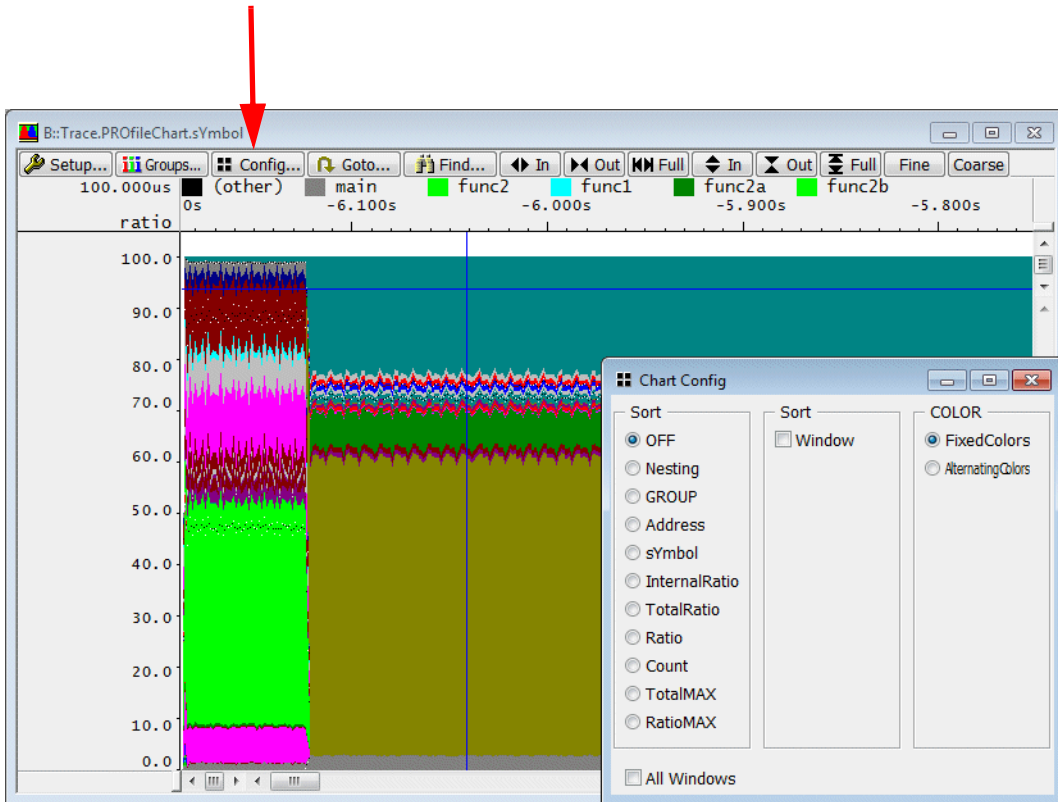 B::Trace.PROfileChart.sYmbol
Setup... Groups... Config... Goto... Find... In Out Full In Out Full Fine Coarse
100.000us (other) main func2 func1 func2a func2b
0s -6.100s -6.000s -5.900s -5.800s
ratio
100.0
90.0
80.0
70.0
60.0
50.0
40.0
30.0
20.0
10.0
0.0
Chart Config
Sort Sort COLOR
OFF Window FixedColors
Nesting AlternatingColors
GROUP
Address
sYmbol
InternalRatio
TotalRatio
Ratio
Count
TotalMAX
RatioMAX
All Windows